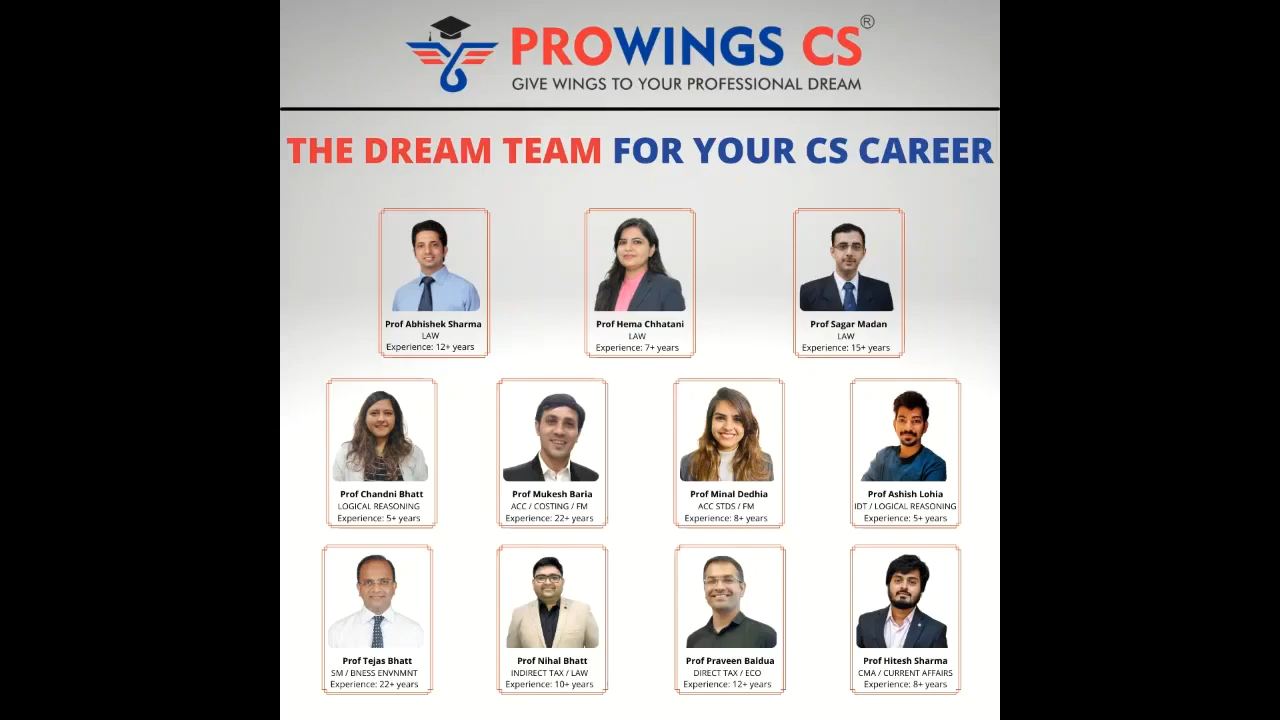 PROWINGS CS®
GIVE WINGS TO YOUR PROFESSIONAL DREAM
THE DREAM TEAM FOR YOUR CS CAREER
Prof Abhishek Sharma
LAW
Experience: 12+ years
Prof Hema Chhatani
LAW
Experience: 7+ years
Prof Sagar Madan
LAW
Experience: 15+ years
Prof Chandni Bhatt
LOGICAL REASONING
Experience: 5+ years
Prof Mukesh Baria
ACC / COSTING / FM
Experience: 22+ years
Prof Minal Dedhia
ACC STDS / FM
Experience: 8+ years
Prof Ashish Lohia
IDT / LOGICAL REASONING
Experience: 5+ years
Prof Tejas Bhatt
SM / BNESS ENVNMNT
Experience: 22+ years
Prof Nihal Bhatt
INDIRECT TAX / LAW
Experience: 10+ years
Prof Praveen Baldua
DIRECT TAX / ECO
Experience: 12+ years
Prof Hitesh Sharma
CMA / CURRENT AFFAIRS
Experience: 8+ years